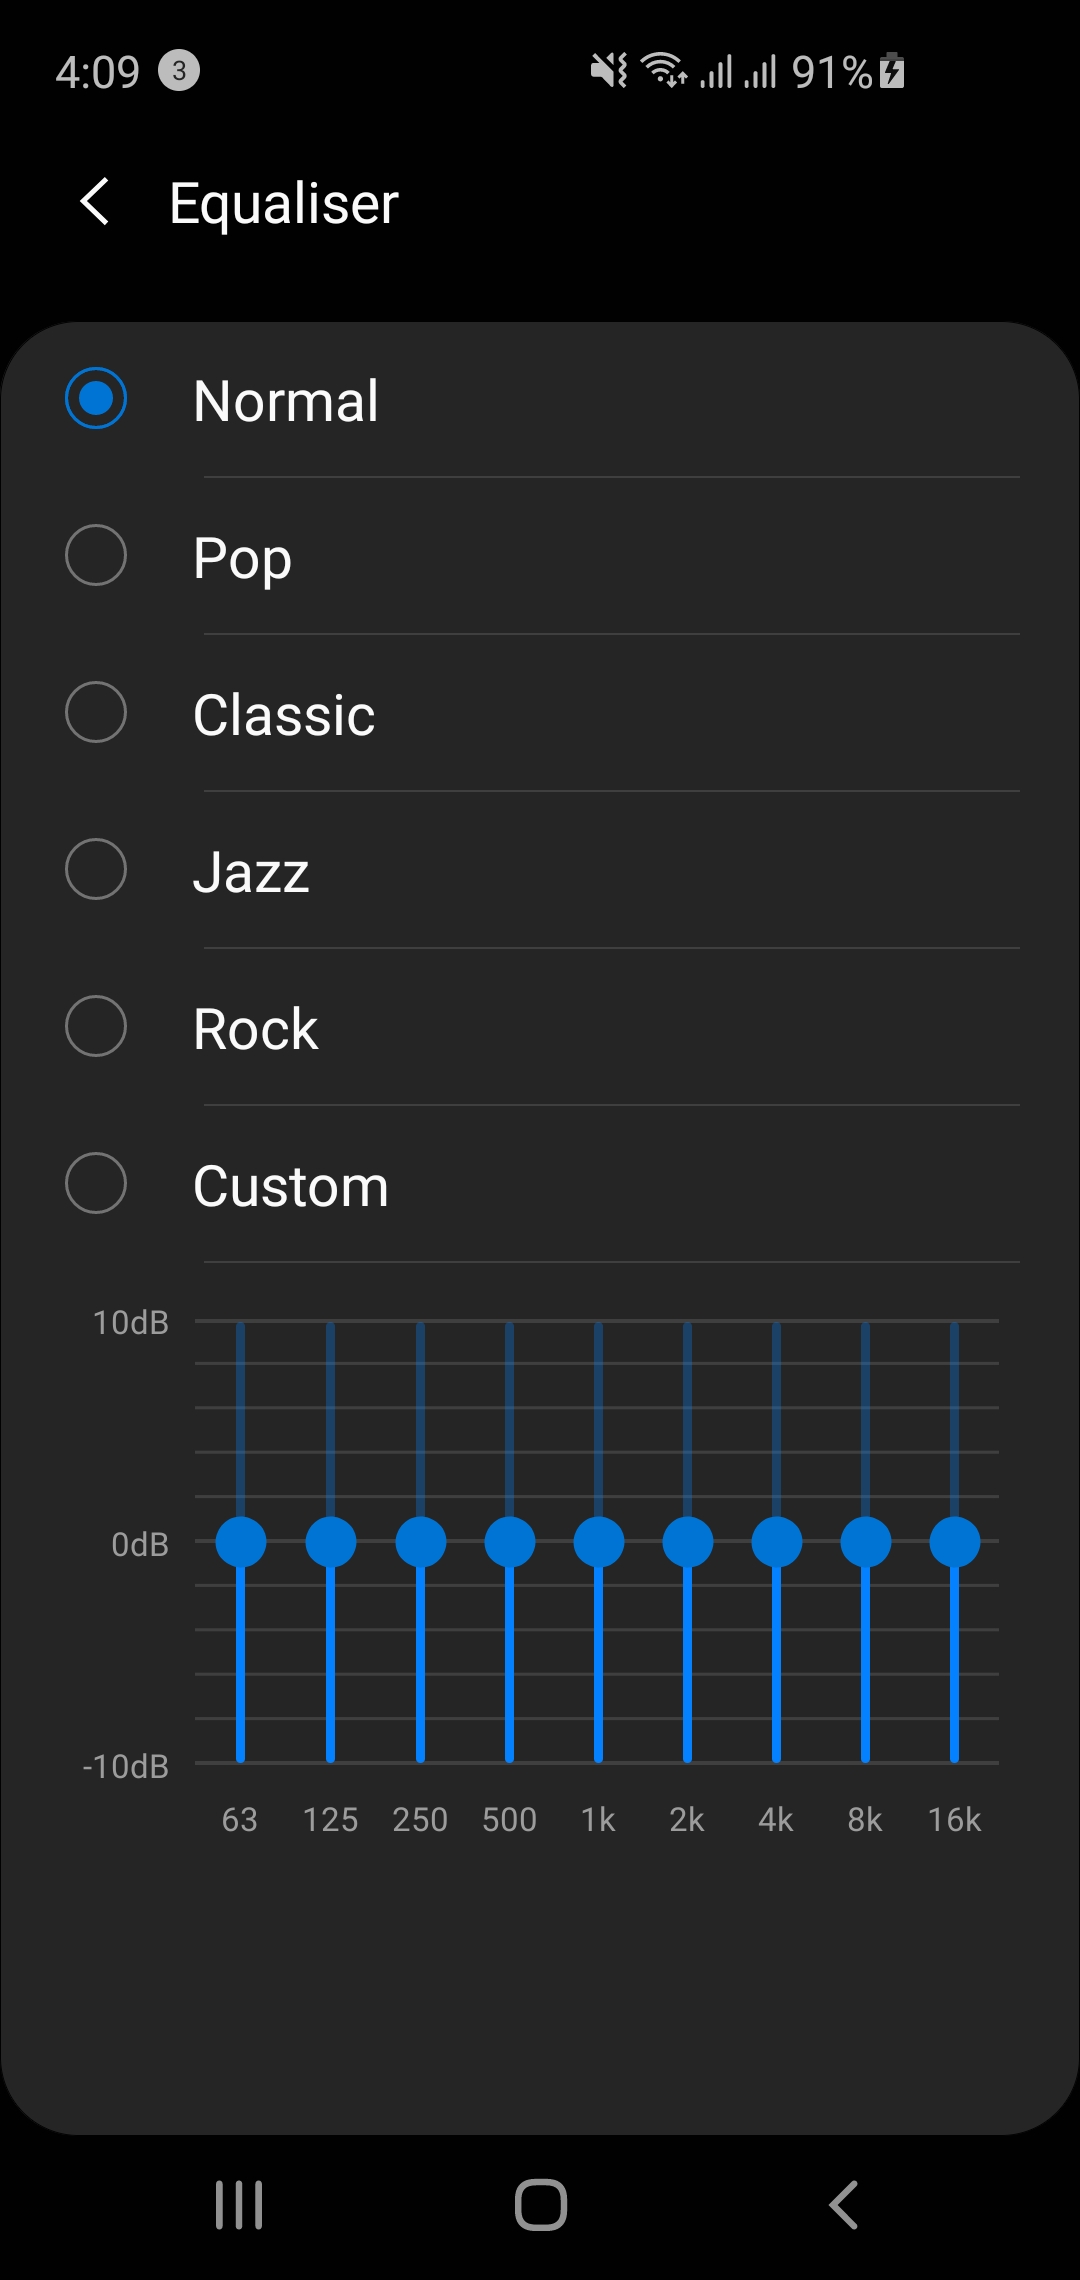 4:09 3 91%
Equaliser
Normal
Pop
Classic
Jazz
Rock
Custom
10dB
0dB
-10dB
63 125 250 500 1k 2k 4k 8k 16k